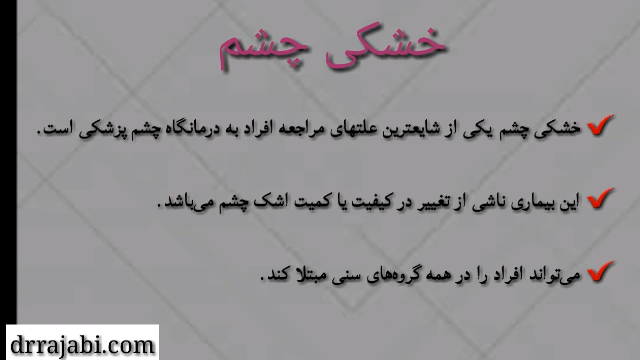 خشکی چشم
خشکی چشم یکی از شایعترین علتهای مراجعه افراد به درمانگاه چشم پزشکی است.
این بیماری ناشی از تغییر در کیفیت یا کمیت اشک چشم می‌باشد.
می‌تواند افراد را در همه گروه‌های سنی مبتلا کند.
drrajabi.com